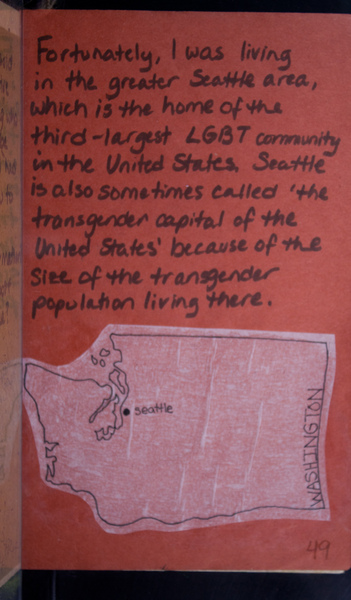 Fortunately, I was living
in the greater Seattle area,
which is the home of the
third-largest LGBT community
in the United States. Seattle
is also sometimes called 'the
transgender capital of the
United States' because of the
size of the transgender
population living there.
seattle
WASHINGTON
49